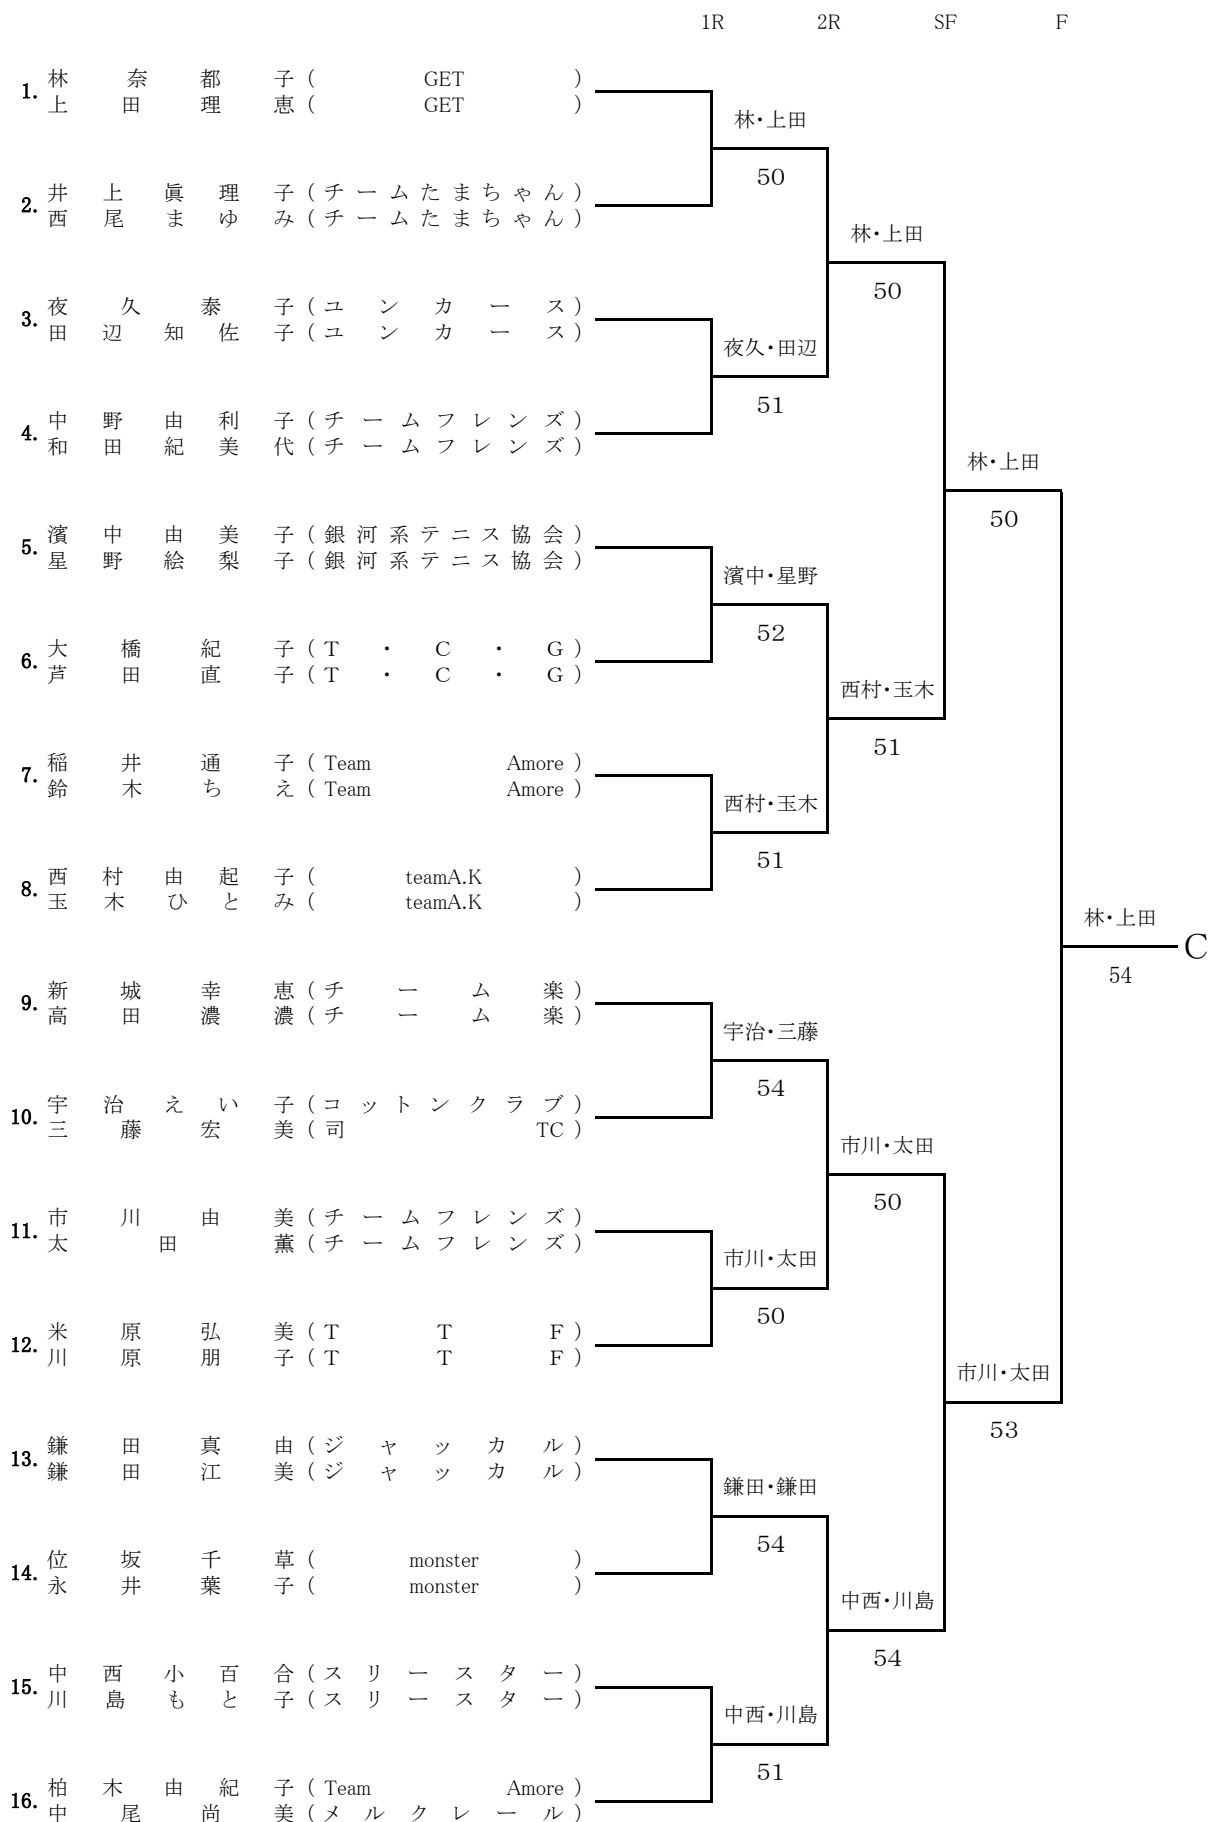 1R 2R SF F
1. 林奈都子 ( GET )
上田理恵 ( GET )
林・上田
50
2. 井上眞理子 ( チームたまちゃん )
西尾まゆみ ( チームたまちゃん )
林・上田
50
3. 夜久泰子 ( ユンカース )
田辺知佐子 ( ユンカース )
夜久・田辺
51
4. 中野由利子 ( チームフレンズ )
和田紀美代 ( チームフレンズ )
林・上田
50
5. 濱中由美子 ( 銀河系テニス協会 )
星野絵梨子 ( 銀河系テニス協会 )
濱中・星野
52
6. 大橋紀子 ( T・C・G )
芦田直子 ( T・C・G )
西村・玉木
51
7. 稲井通子 ( Team Amore )
鈴木ちえ ( Team Amore )
西村・玉木
51
8. 西村由起子 ( teamA.K )
玉木ひとみ ( teamA.K )
林・上田
C
54
9. 新城幸恵 ( チーム楽 )
高田濃濃 ( チーム楽 )
宇治・三藤
54
10. 宇治えい子 ( コットンクラブ )
三藤宏美 ( 司 TC )
市川・太田
50
11. 市川由美 ( チームフレンズ )
太田薫 ( チームフレンズ )
市川・太田
50
12. 米原弘美 ( TTF )
川原朋子 ( TTF )
市川・太田
53
13. 鎌田真由 ( ジャッカル )
鎌田江美 ( ジャッカル )
鎌田・鎌田
54
14. 位坂千草 ( monster )
永井葉子 ( monster )
中西・川島
54
15. 中西小百合 ( スリースター )
川島もと子 ( スリースター )
中西・川島
51
16. 柏木由紀子 ( Team Amore )
中尾尚美 ( メルクレール )